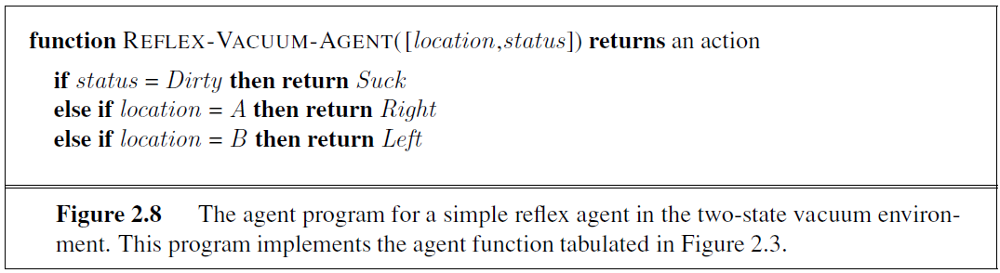 function REFLEX-VACUUM-AGENT([location,status]) returns an action
if status = Dirty then return Suck
else if location = A then return Right
else if location = B then return Left
Figure 2.8 The agent program for a simple reflex agent in the two-state vacuum environ-
ment. This program implements the agent function tabulated in Figure 2.3.